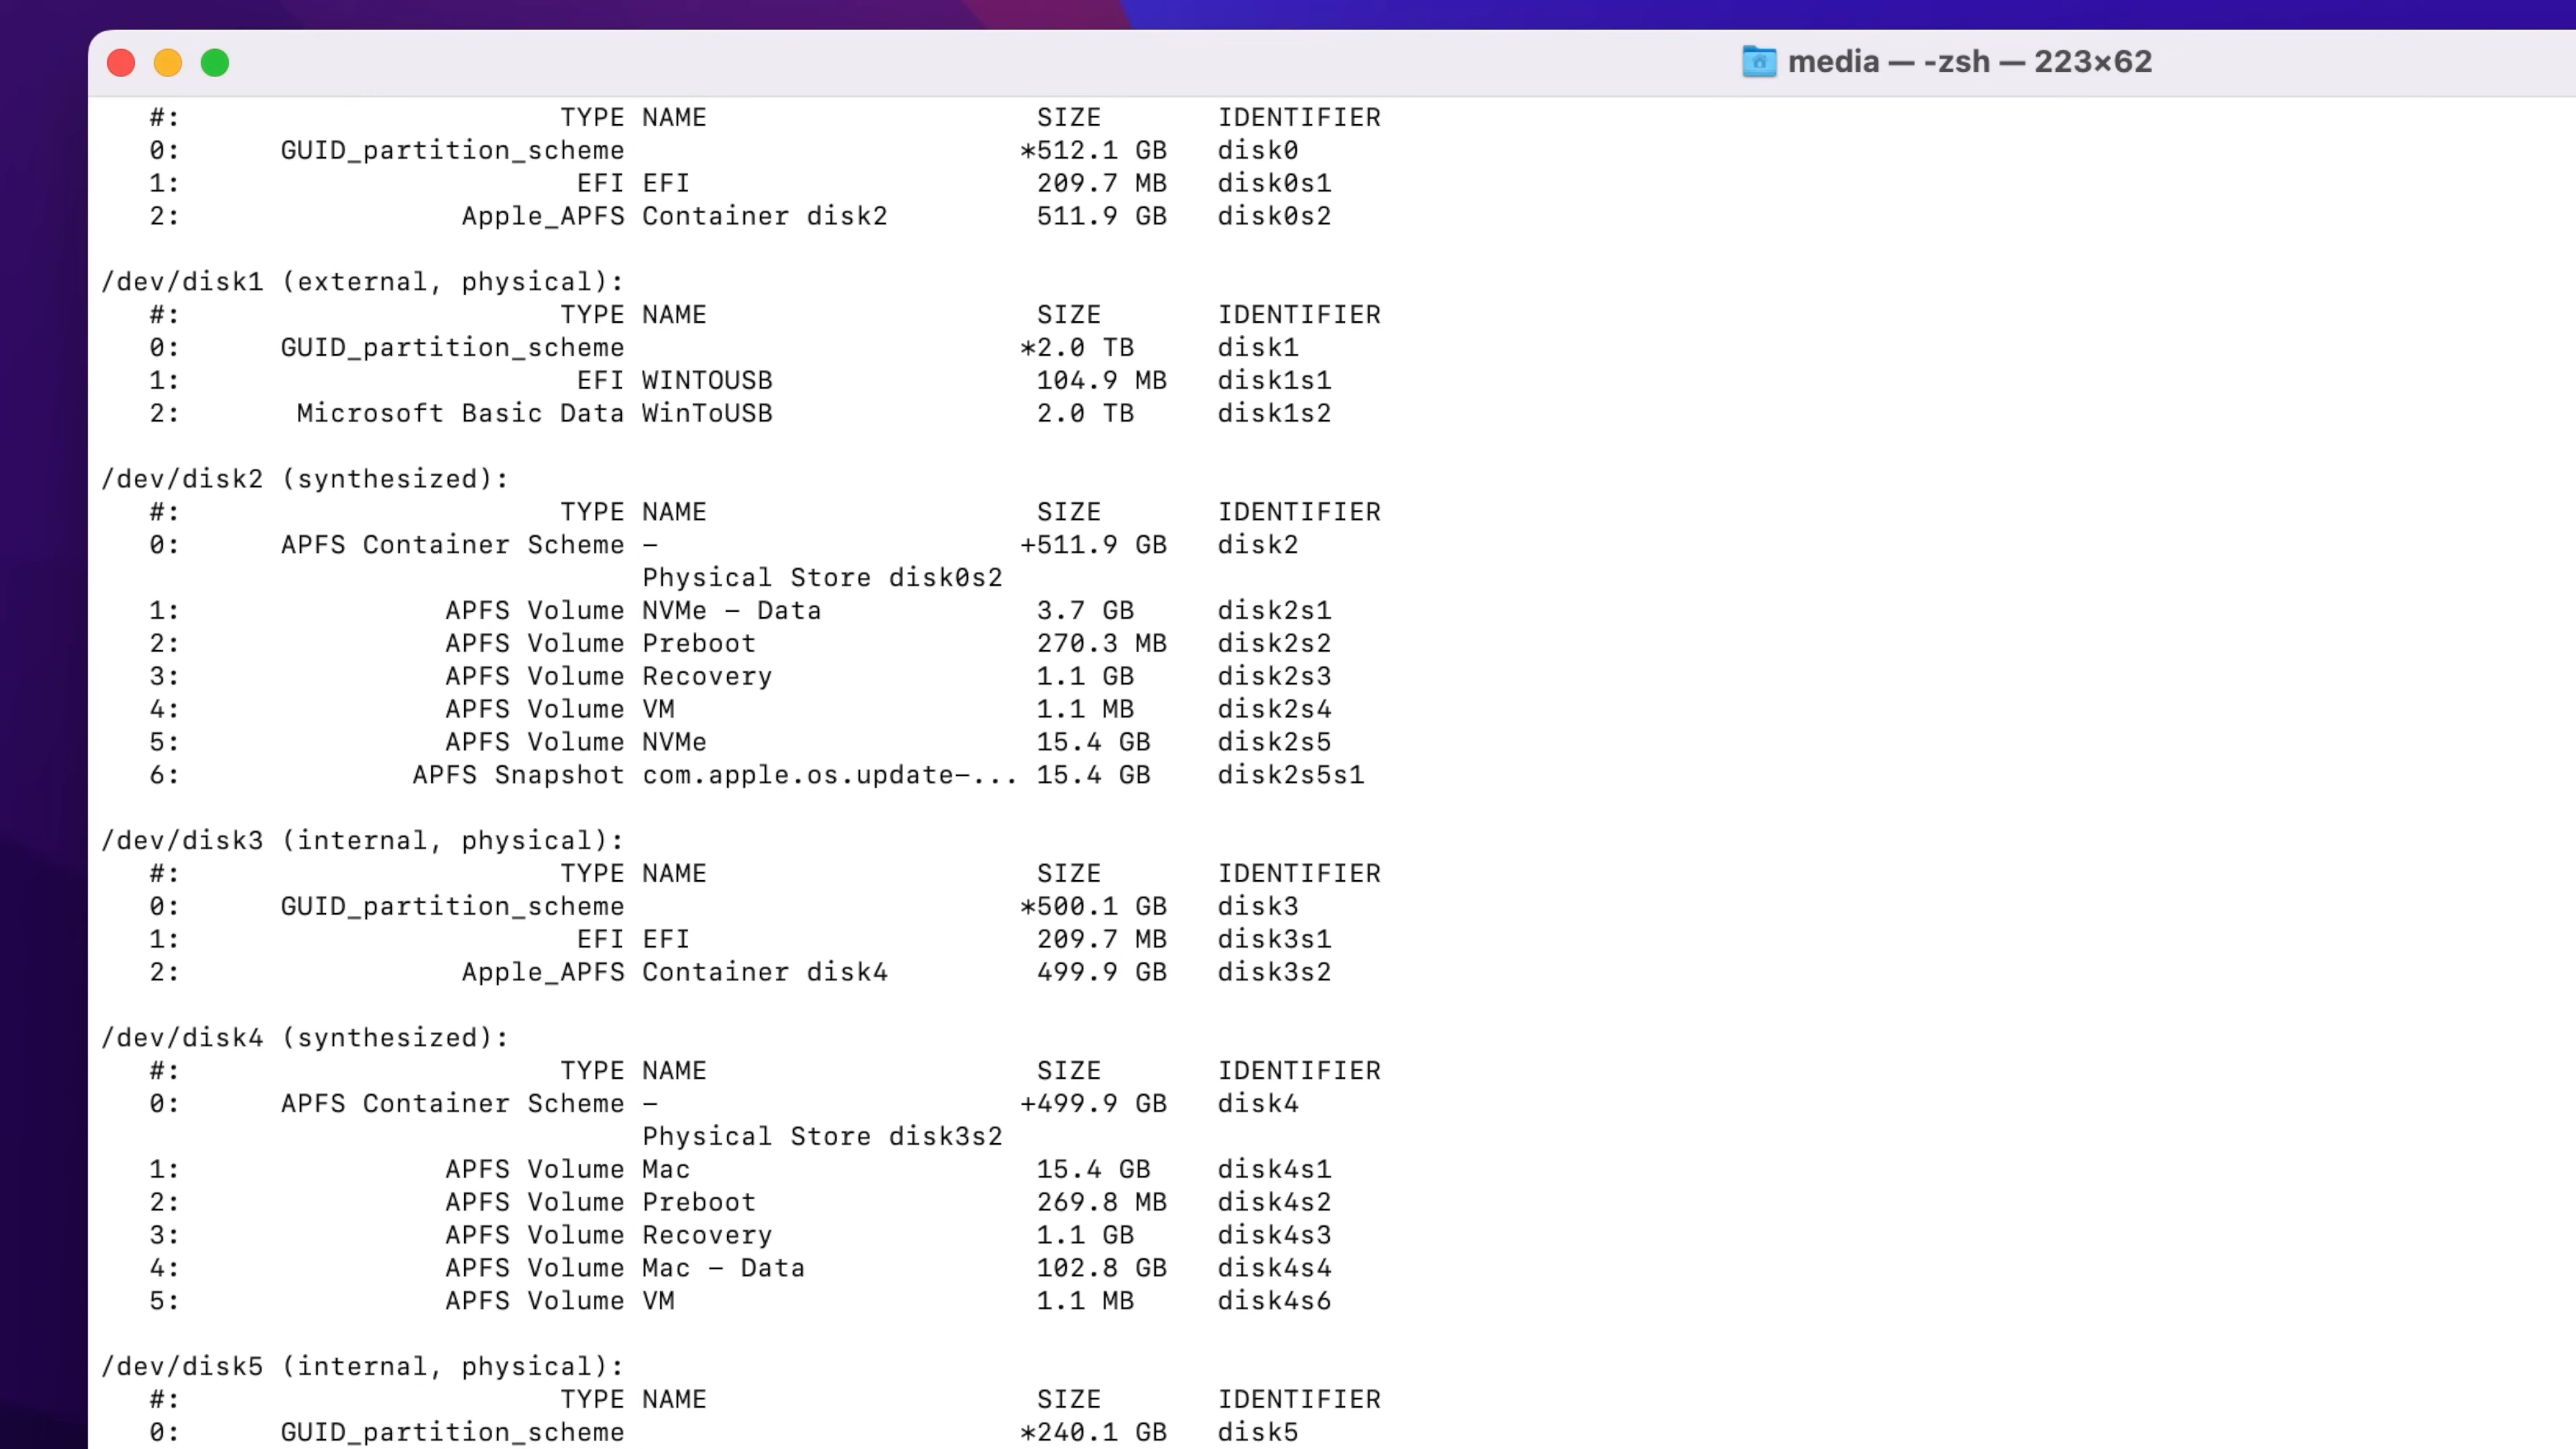 media — -zsh — 223×62
#: TYPE NAME SIZE IDENTIFIER
0: GUID_partition_scheme *512.1 GB disk0
1: EFI EFI 209.7 MB disk0s1
2: Apple_APFS Container disk2 511.9 GB disk0s2
/dev/disk1 (external, physical):
#: TYPE NAME SIZE IDENTIFIER
0: GUID_partition_scheme *2.0 TB disk1
1: EFI WINTOUSB 104.9 MB disk1s1
2: Microsoft Basic Data WinToUSB 2.0 TB disk1s2
/dev/disk2 (synthesized):
#: TYPE NAME SIZE IDENTIFIER
0: APFS Container Scheme - +511.9 GB disk2
Physical Store disk0s2
1: APFS Volume NVMe - Data 3.7 GB disk2s1
2: APFS Volume Preboot 270.3 MB disk2s2
3: APFS Volume Recovery 1.1 GB disk2s3
4: APFS Volume VM 1.1 MB disk2s4
5: APFS Volume NVMe 15.4 GB disk2s5
6: APFS Snapshot com.apple.os.update-... 15.4 GB disk2s5s1
/dev/disk3 (internal, physical):
#: TYPE NAME SIZE IDENTIFIER
0: GUID_partition_scheme *500.1 GB disk3
1: EFI EFI 209.7 MB disk3s1
2: Apple_APFS Container disk4 499.9 GB disk3s2
/dev/disk4 (synthesized):
#: TYPE NAME SIZE IDENTIFIER
0: APFS Container Scheme - +499.9 GB disk4
Physical Store disk3s2
1: APFS Volume Mac 15.4 GB disk4s1
2: APFS Volume Preboot 269.8 MB disk4s2
3: APFS Volume Recovery 1.1 GB disk4s3
4: APFS Volume Mac - Data 102.8 GB disk4s4
5: APFS Volume VM 1.1 MB disk4s6
/dev/disk5 (internal, physical):
#: TYPE NAME SIZE IDENTIFIER
0: GUID_partition_scheme *240.1 GB disk5